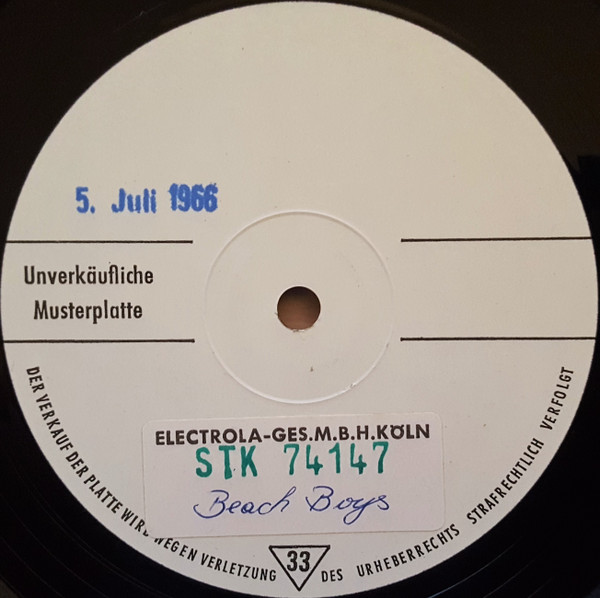 5. Juli 1966
Unverkäufliche
Musterplatte
ELECTROLA-GES.M.B.H.KÖLN
STK 74147
Beach Boys
DER VERKAUF DER PLATTE WIRD WEGEN VERLETZUNG DES URHEBERRECHTS STRAFRECHTLICH VERFOLGT
33